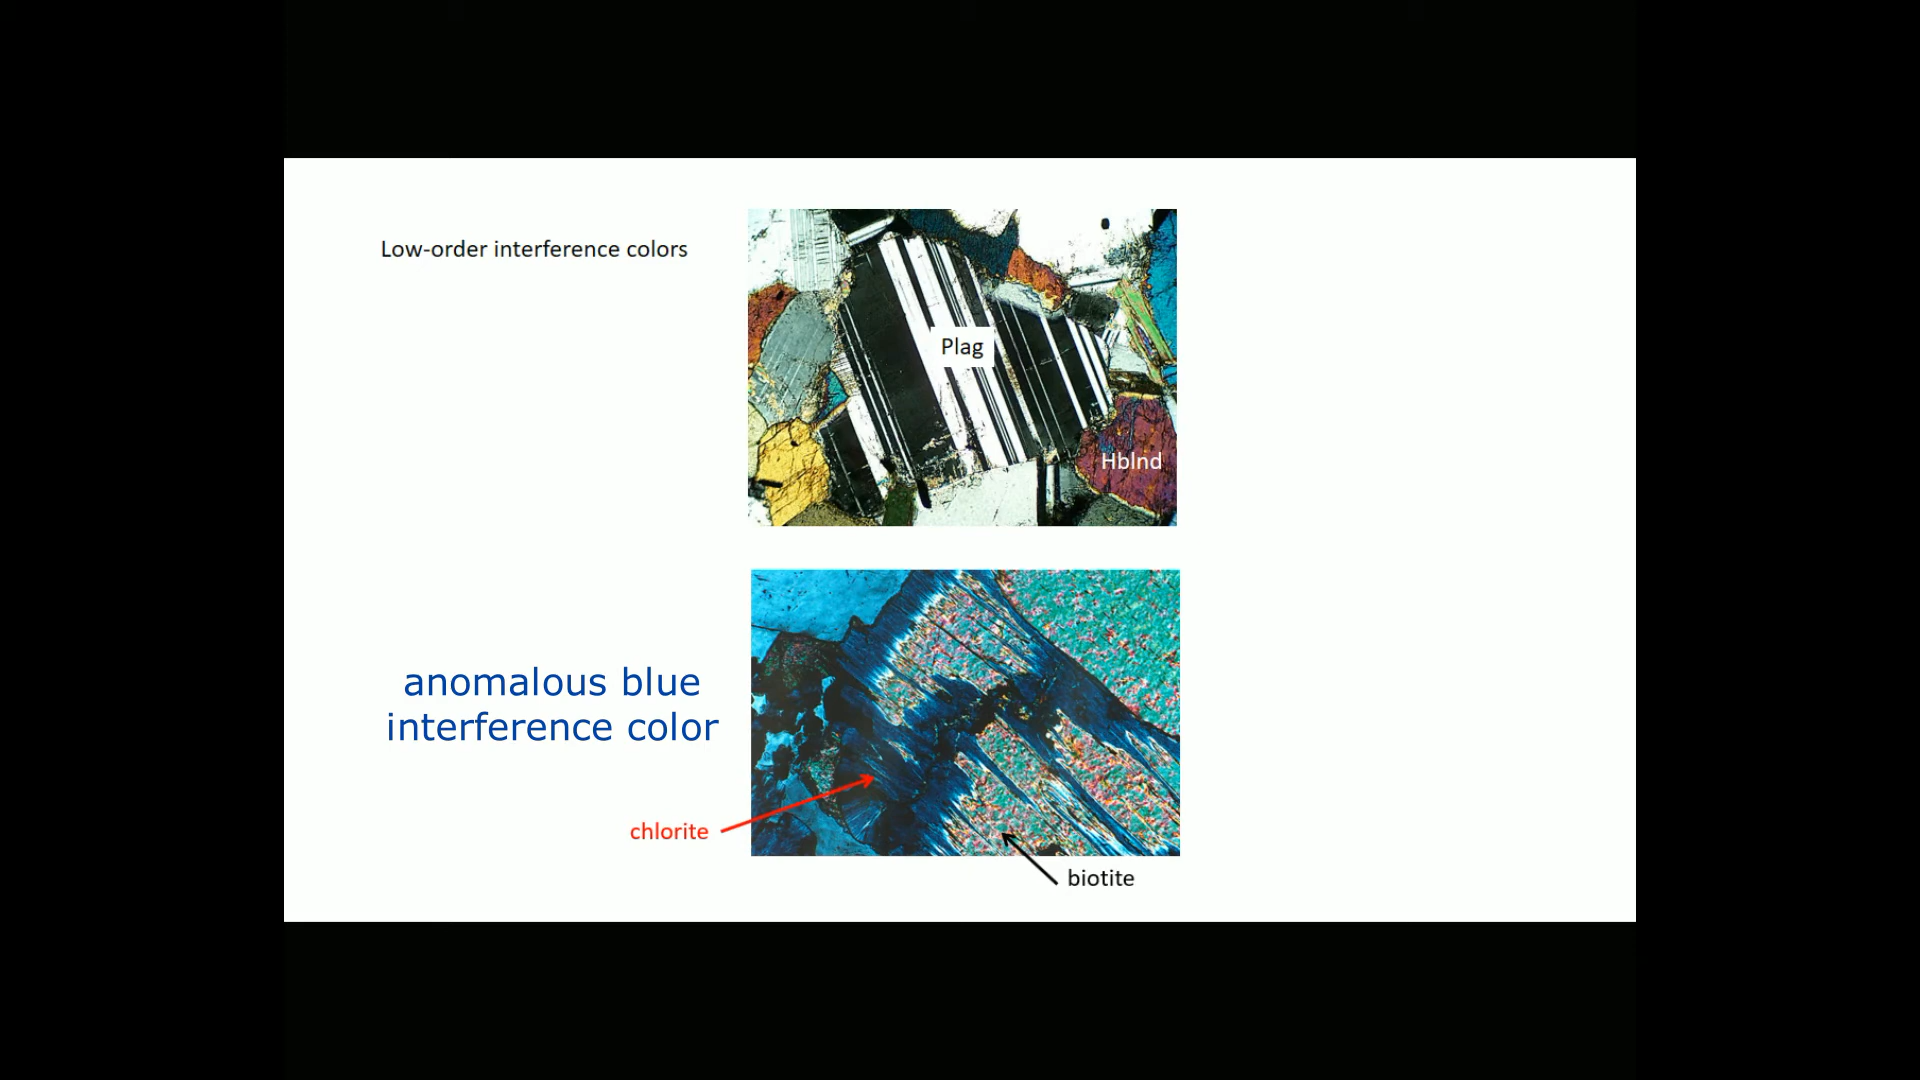 Low-order interference colors
Plag
Hblnd
anomalous blue
interference color
chlorite
biotite